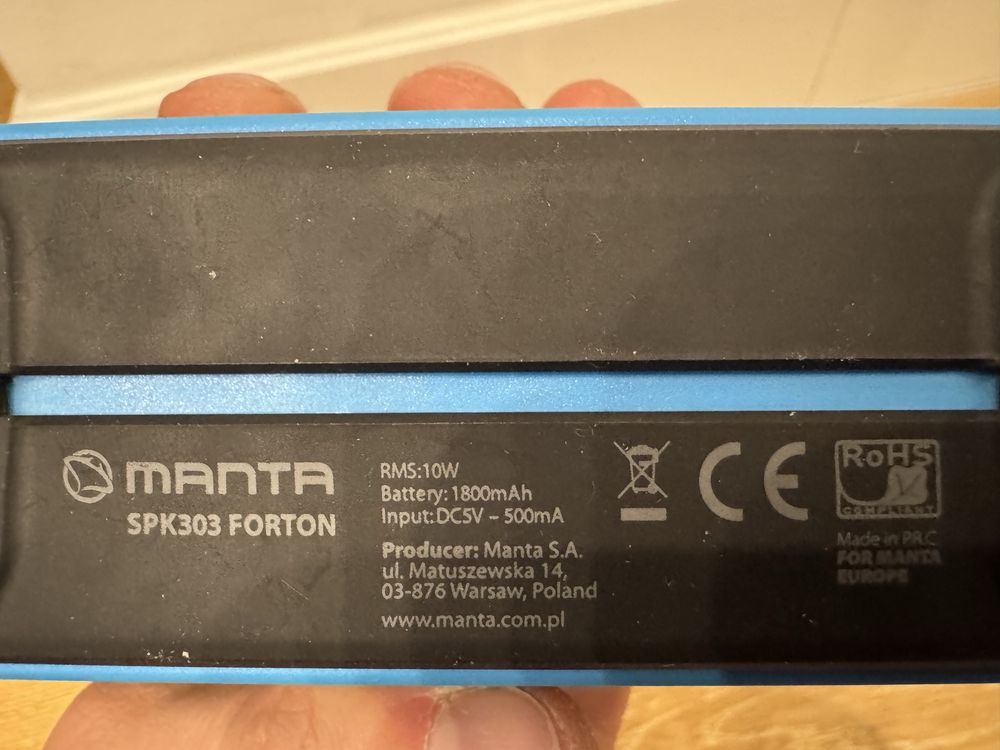 MANTA
SPK303 FORTON
RMS:10W
Battery: 1800mAh
Input:DC5V – 500mA
Producer: Manta S.A.
ul. Matuszewska 14,
03-876 Warsaw, Poland
www.manta.com.pl
CE
RoHS
COMPLIANT
Made in P.R.C
FOR MANTA
EUROPE